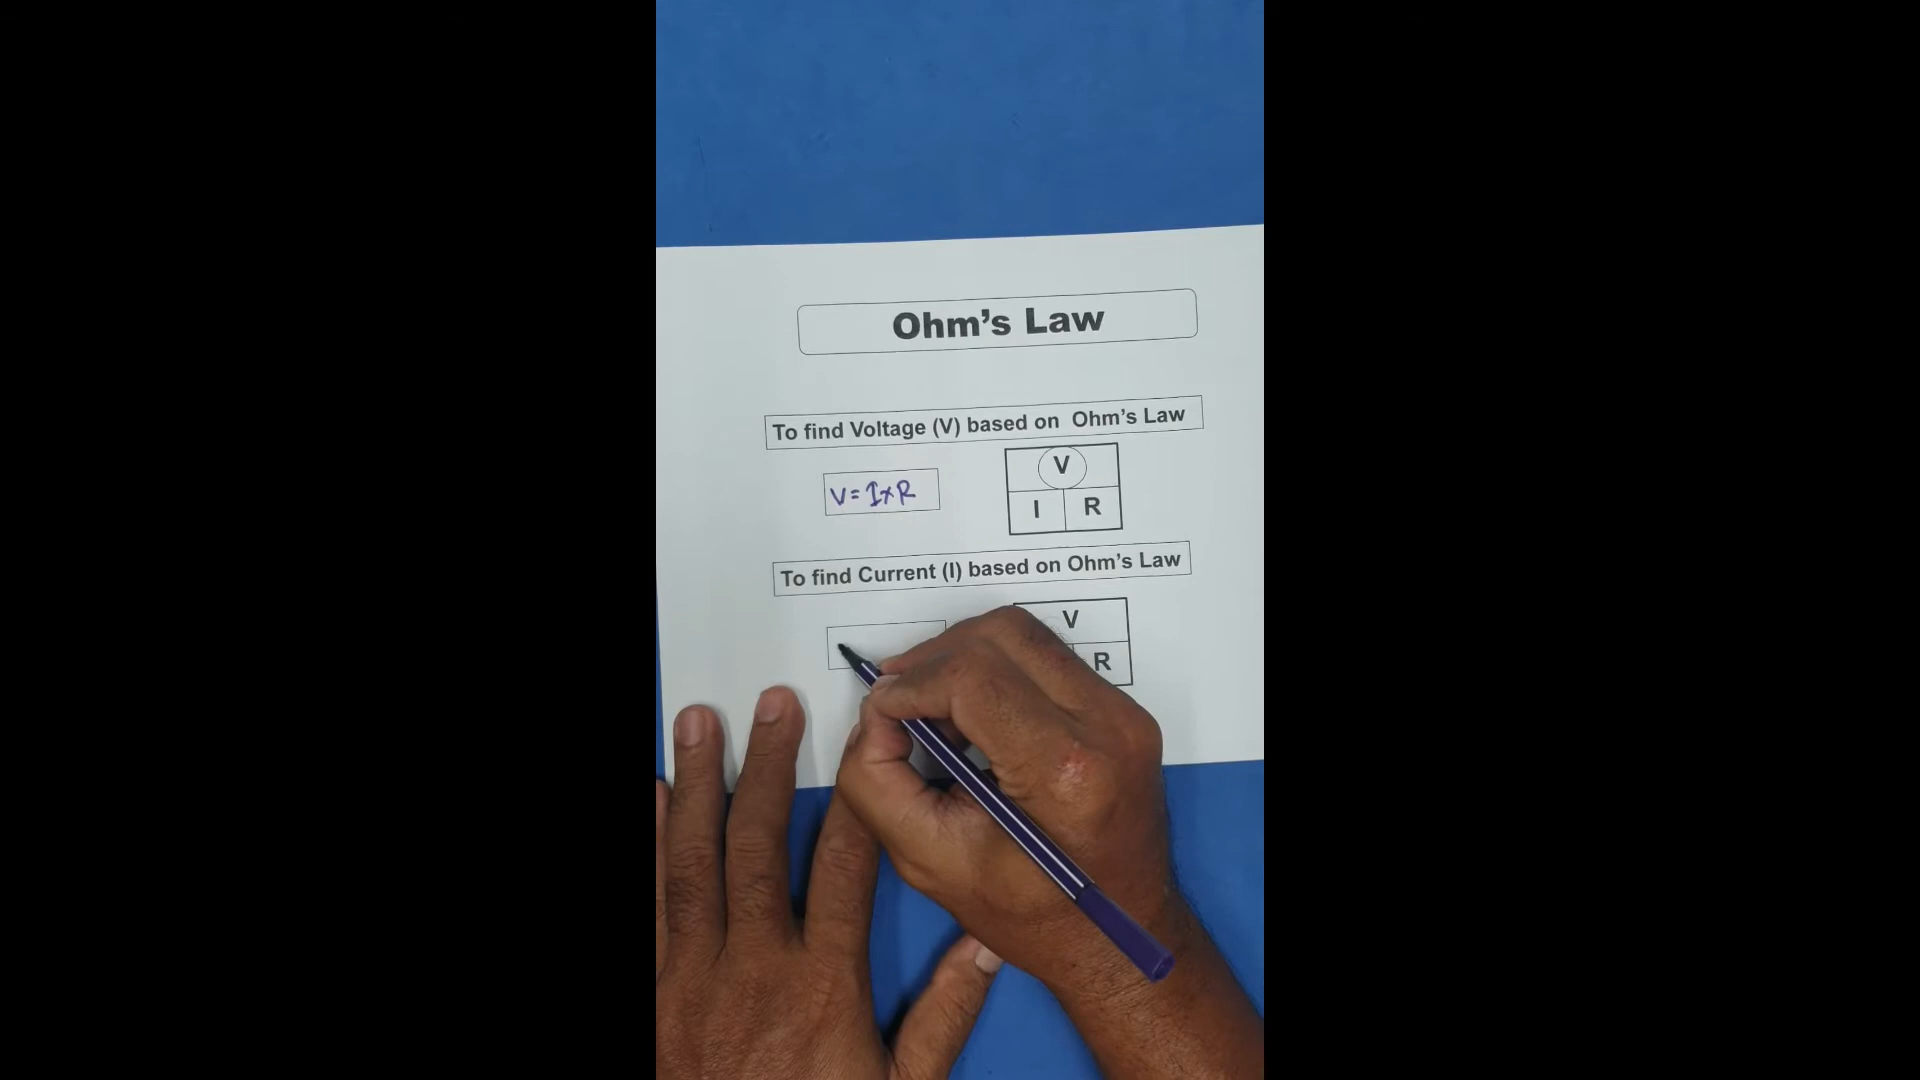 Ohm's Law
To find Voltage (V) based on Ohm's Law
V = I x R
V
I R
To find Current (I) based on Ohm's Law
V
R